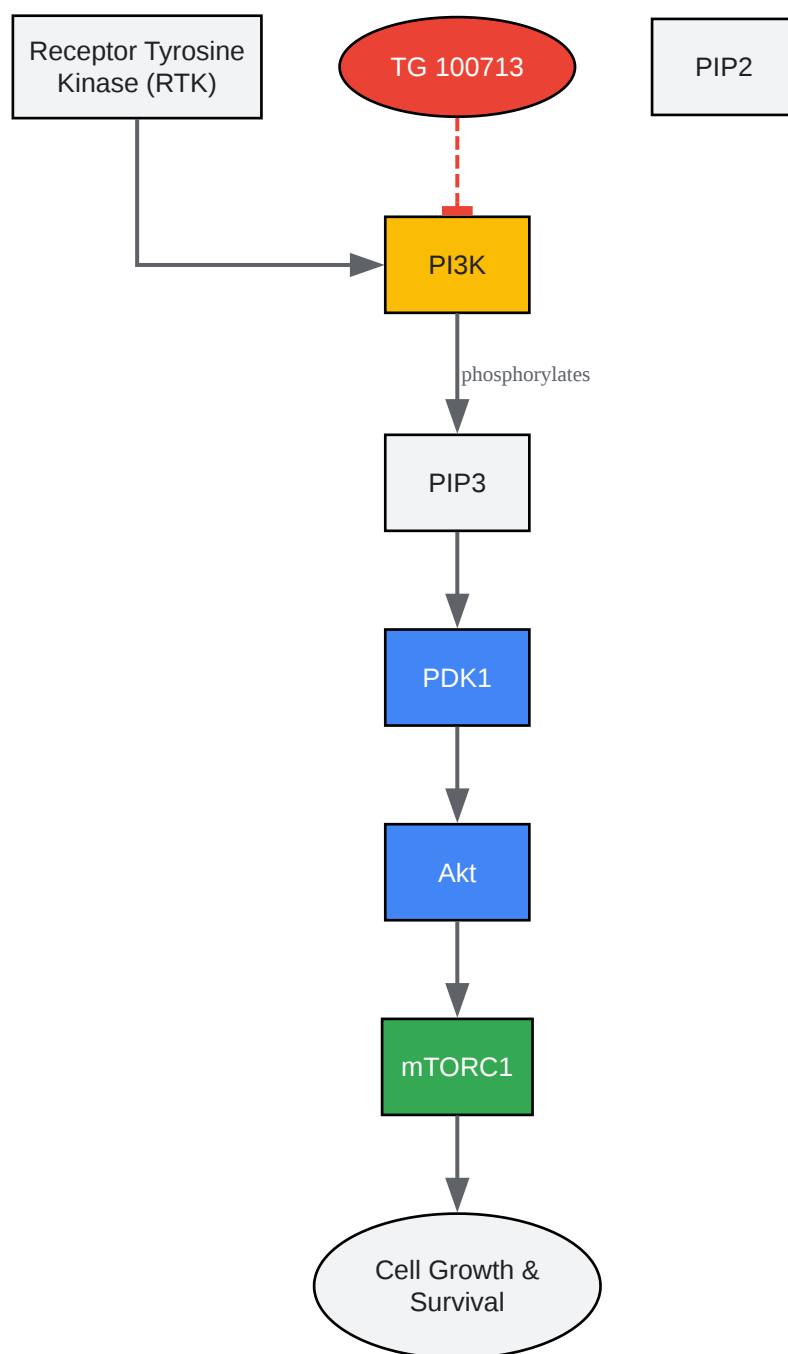 Receptor Tyrosine
Kinase (RTK)
TG 100713
PIP2
PI3K
phosphorylates
PIP3
PDK1
Akt
mTORC1
Cell Growth &
Survival